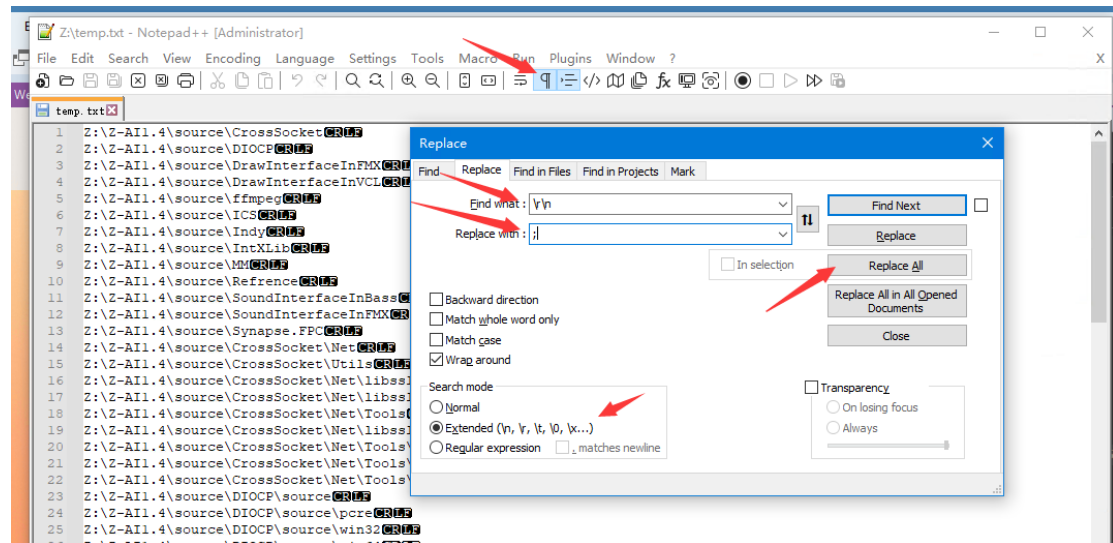 Z:\temp.txt - Notepad++ [Administrator]
File Edit Search View Encoding Language Settings Tools Macro Run Plugins Window ? X
temp.txt
1 Z:\Z-AI1.4\source\CrossSocketCRLF
2 Z:\Z-AI1.4\source\DIOCPCRLF
3 Z:\Z-AI1.4\source\DrawInterfaceInFMXCRL
4 Z:\Z-AI1.4\source\DrawInterfaceInVCLCRL
5 Z:\Z-AI1.4\source\ffmpegCRLF
6 Z:\Z-AI1.4\source\ICSCRLF
7 Z:\Z-AI1.4\source\IndyCRLF
8 Z:\Z-AI1.4\source\IntXLibCRLF
9 Z:\Z-AI1.4\source\MMCRLF
10 Z:\Z-AI1.4\source\RefrenceCRLF
11 Z:\Z-AI1.4\source\SoundInterfaceInBassC
12 Z:\Z-AI1.4\source\SoundInterfaceInFMXCR
13 Z:\Z-AI1.4\source\Synapse.FPCCRLF
14 Z:\Z-AI1.4\source\CrossSocket\NetCRLF
15 Z:\Z-AI1.4\source\CrossSocket\UtilsCRLF
16 Z:\Z-AI1.4\source\CrossSocket\Net\libssl
17 Z:\Z-AI1.4\source\CrossSocket\Net\libssl
18 Z:\Z-AI1.4\source\CrossSocket\Net\Tools
19 Z:\Z-AI1.4\source\CrossSocket\Net\libssl
20 Z:\Z-AI1.4\source\CrossSocket\Net\Tools\
21 Z:\Z-AI1.4\source\CrossSocket\Net\Tools\
22 Z:\Z-AI1.4\source\CrossSocket\Net\Tools\
23 Z:\Z-AI1.4\source\DIOCP\sourceCRLF
24 Z:\Z-AI1.4\source\DIOCP\source\pcreCRLF
25 Z:\Z-AI1.4\source\DIOCP\source\win32CRLF
Replace
Find Replace Find in Files Find in Projects Mark
Find what : \r\n
Find Next
Replace with : ;
Replace
In selection
Replace All
Replace All in All Opened
Documents
Close
Backward direction
Match whole word only
Match case
Wrap around
Search mode
Normal
Extended (\n, \r, \t, \0, \x...)
Regular expression . matches newline
Transparency
On losing focus
Always